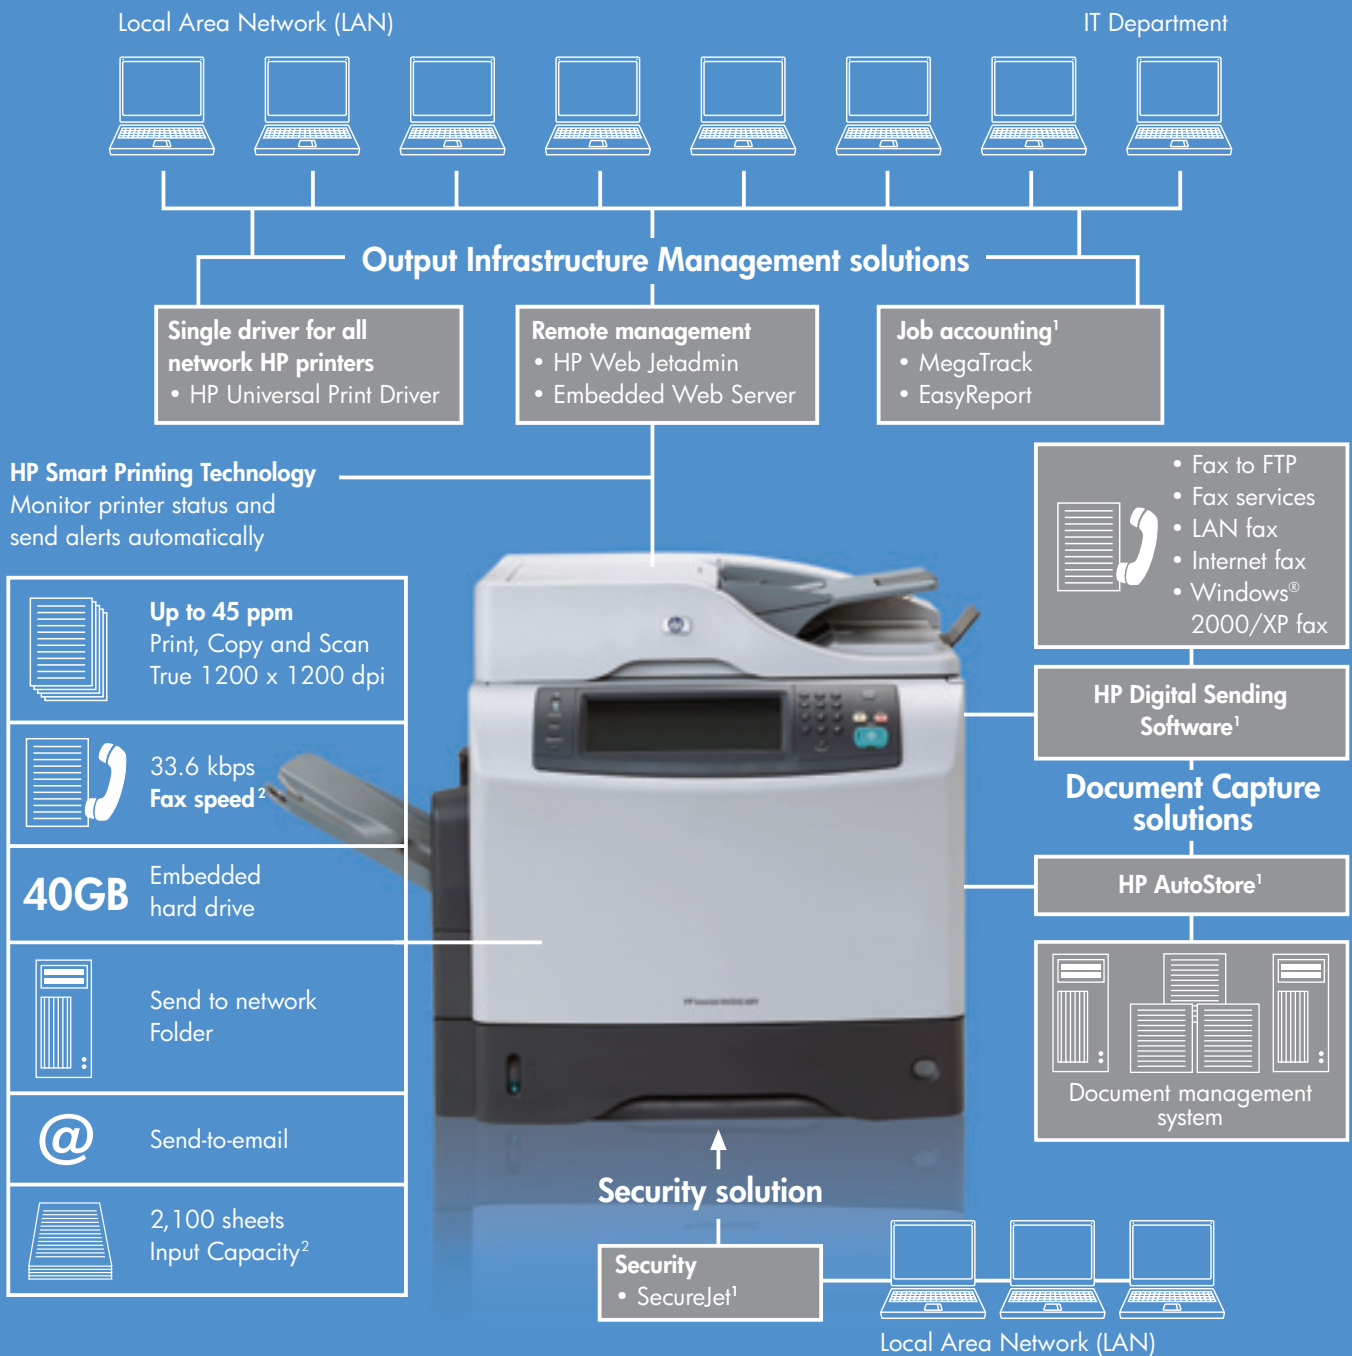 Local Area Network (LAN)
IT Department
Output Infrastructure Management solutions
Single driver for all
network HP printers
• HP Universal Print Driver
Remote management
• HP Web Jetadmin
• Embedded Web Server
Job accounting¹
• MegaTrack
• EasyReport
HP Smart Printing Technology
Monitor printer status and
send alerts automatically
Up to 45 ppm
Print, Copy and Scan
True 1200 x 1200 dpi
33.6 kbps
Fax speed²
40GB
Embedded
hard drive
Send to network
Folder
@
Send-to-email
2,100 sheets
Input Capacity²
• Fax to FTP
• Fax services
• LAN fax
• Internet fax
• Windows®
2000/XP fax
HP Digital Sending
Software¹
Document Capture
solutions
HP AutoStore¹
Document management
system
Security solution
Security
• SecureJet¹
Local Area Network (LAN)